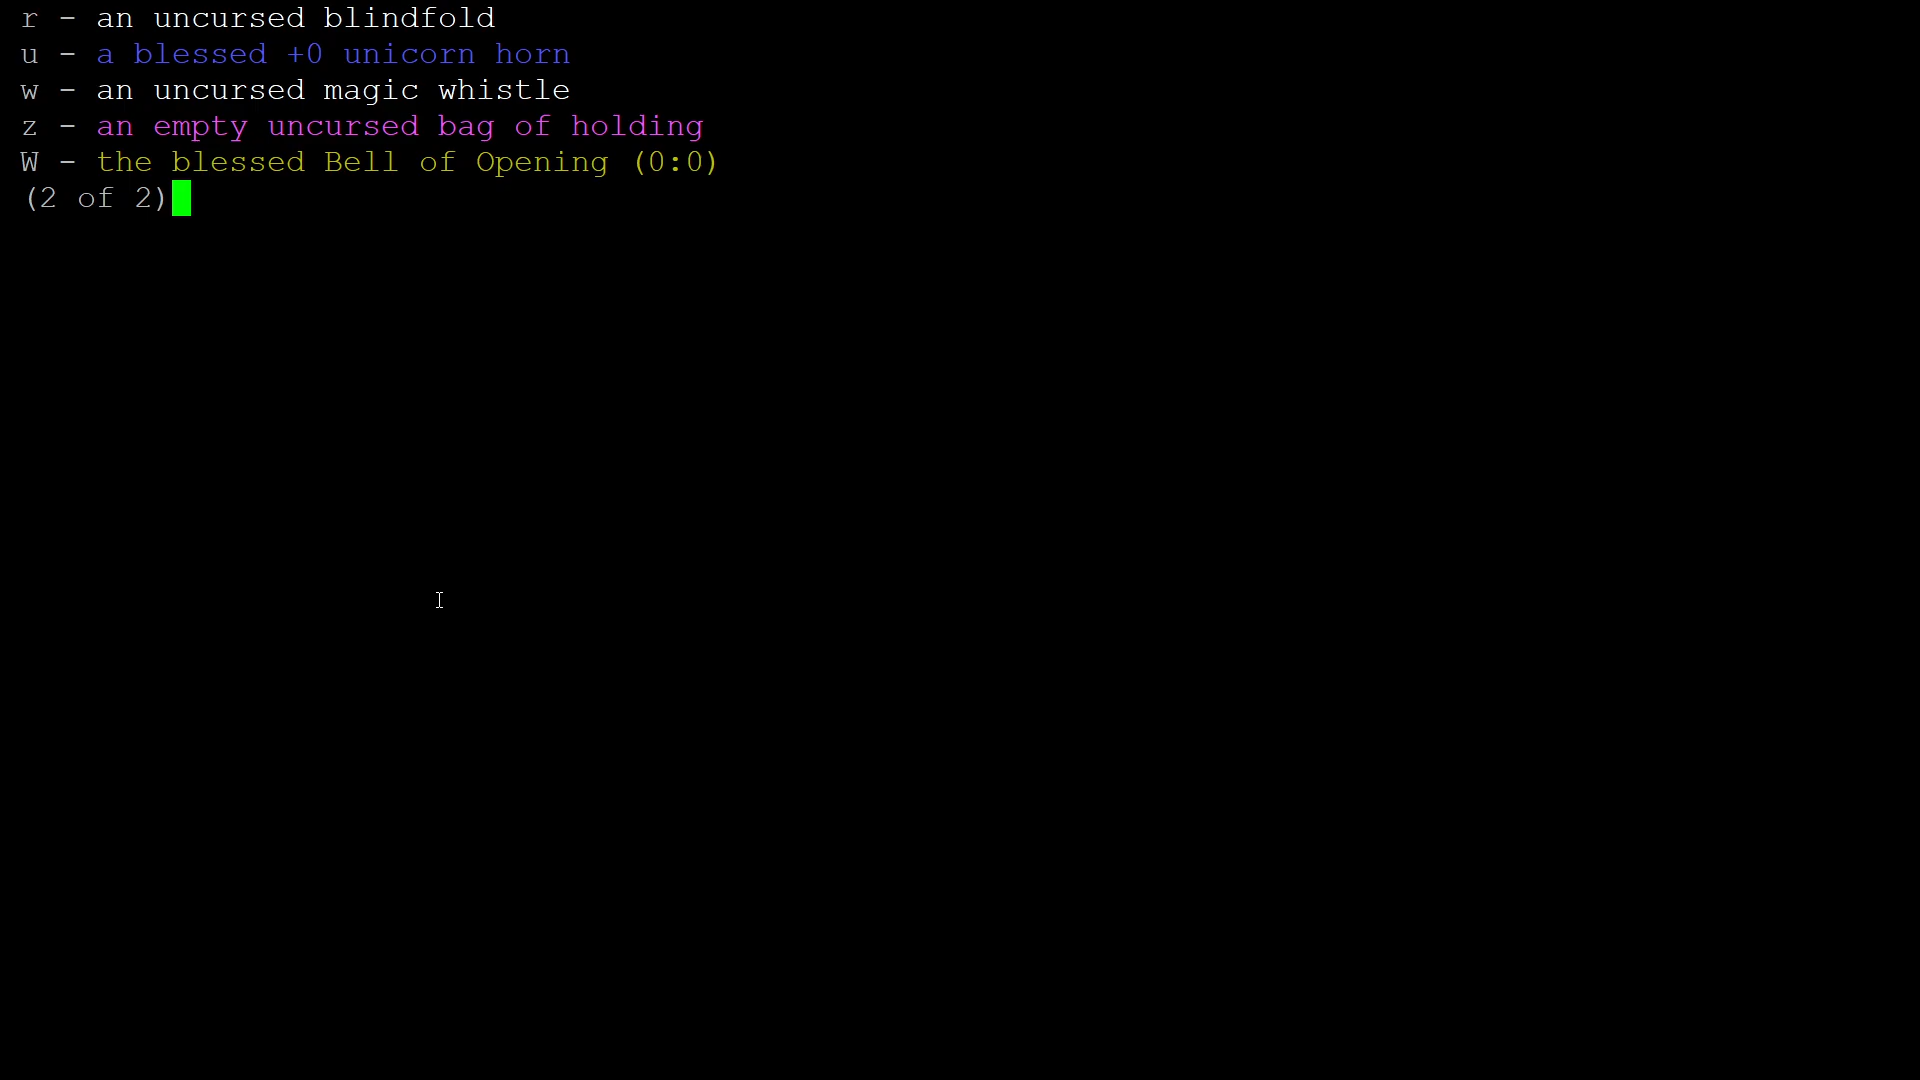 r - an uncursed blindfold
u - a blessed +0 unicorn horn
w - an uncursed magic whistle
z - an empty uncursed bag of holding
W - the blessed Bell of Opening (0:0)
(2 of 2)